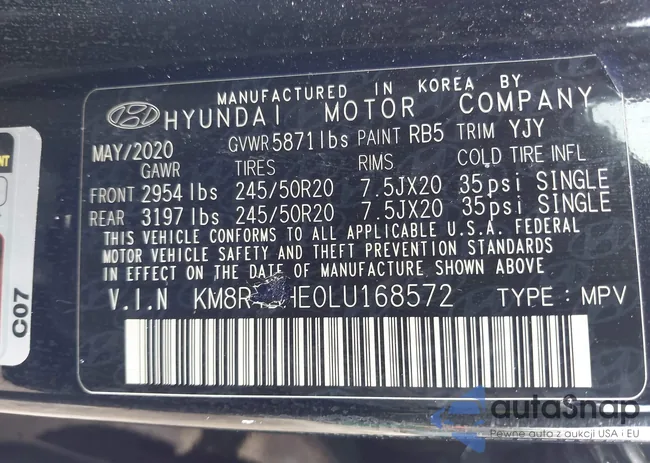 MANUFACTURED IN KOREA BY
HYUNDAI MOTOR COMPANY
MAY/2020 GVWR 5871lbs PAINT RB5 TRIM YJY
GAWR TIRES RIMS COLD TIRE INFL
FRONT 2954 lbs 245/50R20 7.5JX20 35psi SINGLE
REAR 3197 lbs 245/50R20 7.5JX20 35psi SINGLE
THIS VEHICLE CONFORMS TO ALL APPLICABLE U.S.A. FEDERAL
MOTOR VEHICLE SAFETY AND THEFT PREVENTION STANDARDS
IN EFFECT ON THE DATE OF MANUFACTURE SHOWN ABOVE
V.I.N TYPE : MPV
C07
autaSnap
Pewne auto z aukcji USA i EU